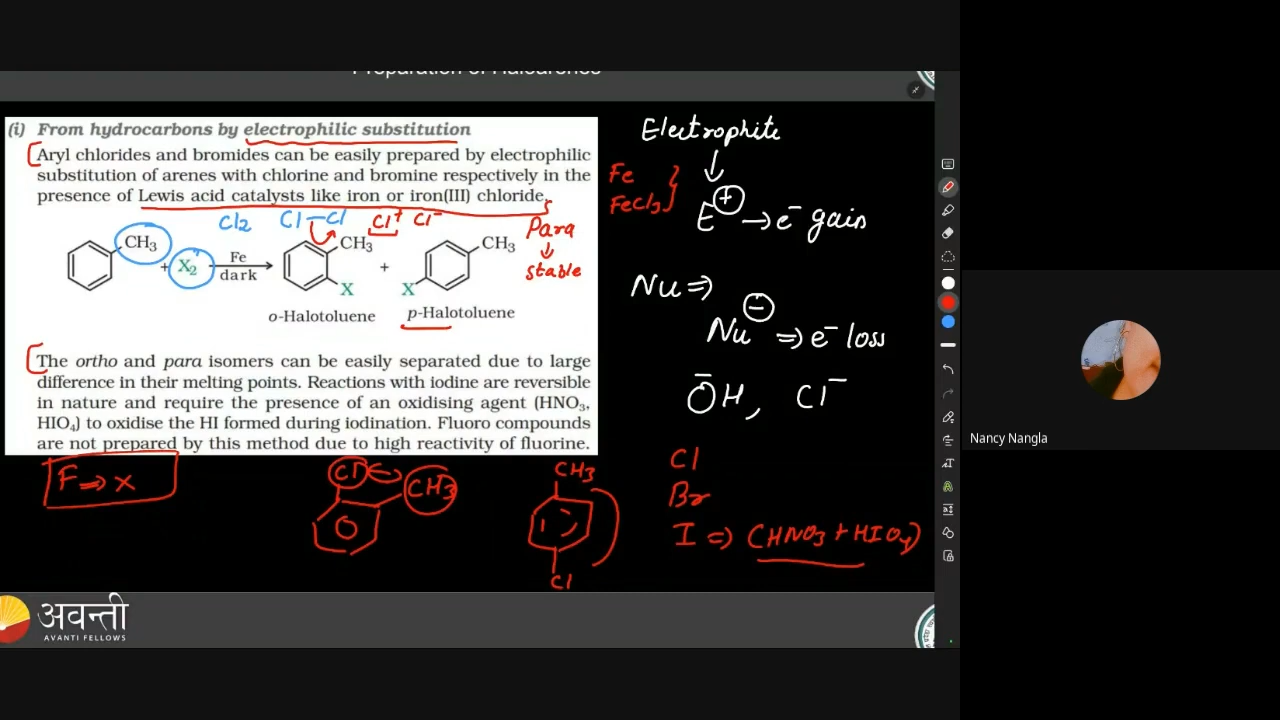 Preparation of Haloarenes
(i) From hydrocarbons by electrophilic substitution
Aryl chlorides and bromides can be easily prepared by electrophilic
substitution of arenes with chlorine and bromine respectively in the
presence of Lewis acid catalysts like iron or iron(III) chloride.
Cl2 Cl—Cl Cl+ Cl-
Para
↓
stable
CH3 + X2 Fe dark CH3 X + CH3 X
o-Halotoluene p-Halotoluene
The ortho and para isomers can be easily separated due to large
difference in their melting points. Reactions with iodine are reversible
in nature and require the presence of an oxidising agent (HNO3,
HIO4) to oxidise the HI formed during iodination. Fluoro compounds
are not prepared by this method due to high reactivity of fluorine.
F ⇒ x
Cl CH3
CH3
Cl
Electrophite
↓
Fe
FeCl3
E+ → e- gain
Nu ⇒
Nu- ⇒ e- loss
ŌH, Cl-
Cl
Br
I ⇒ (HNO3 + HIO4)
अवन्ती
AVANTI FELLOWS
Nancy Nangla